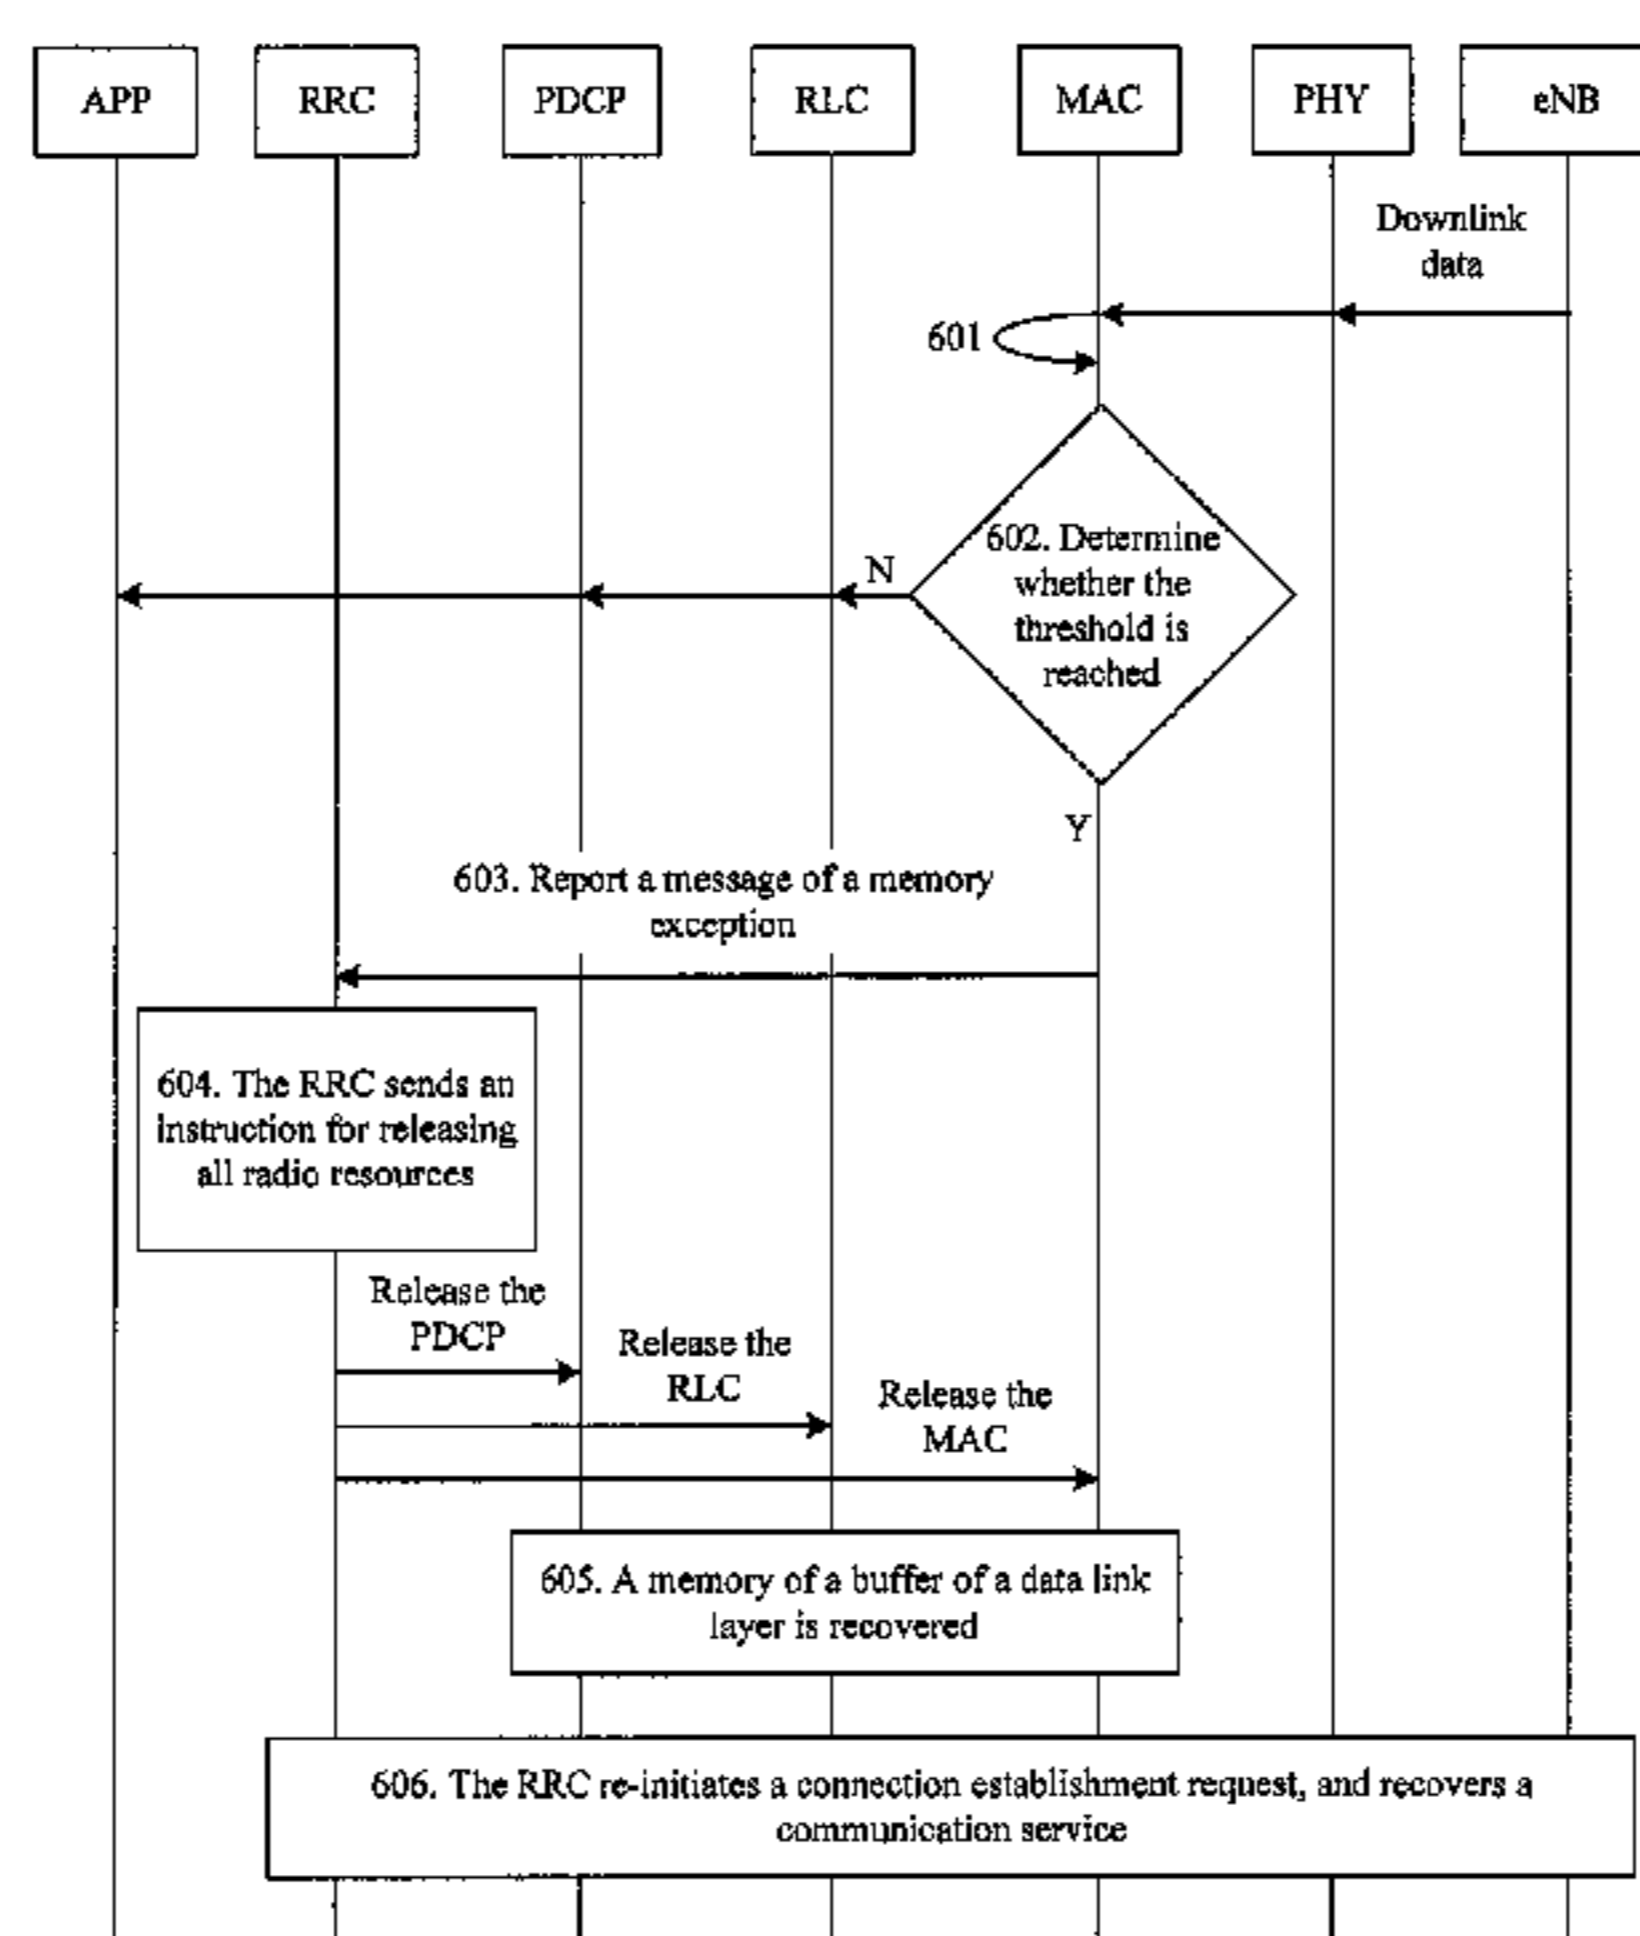 APP
RRC
PDCP
RLC
MAC
PHY
eNB
Downlink
data
601
602. Determine
whether the
threshold is
reached
N
Y
603. Report a message of a memory
exception
604. The RRC sends an
instruction for releasing
all radio resources
Release the
PDCP
Release the
RLC
Release the
MAC
605. A memory of a buffer of a data link
layer is recovered
606. The RRC re-initiates a connection establishment request, and recovers a
communication service